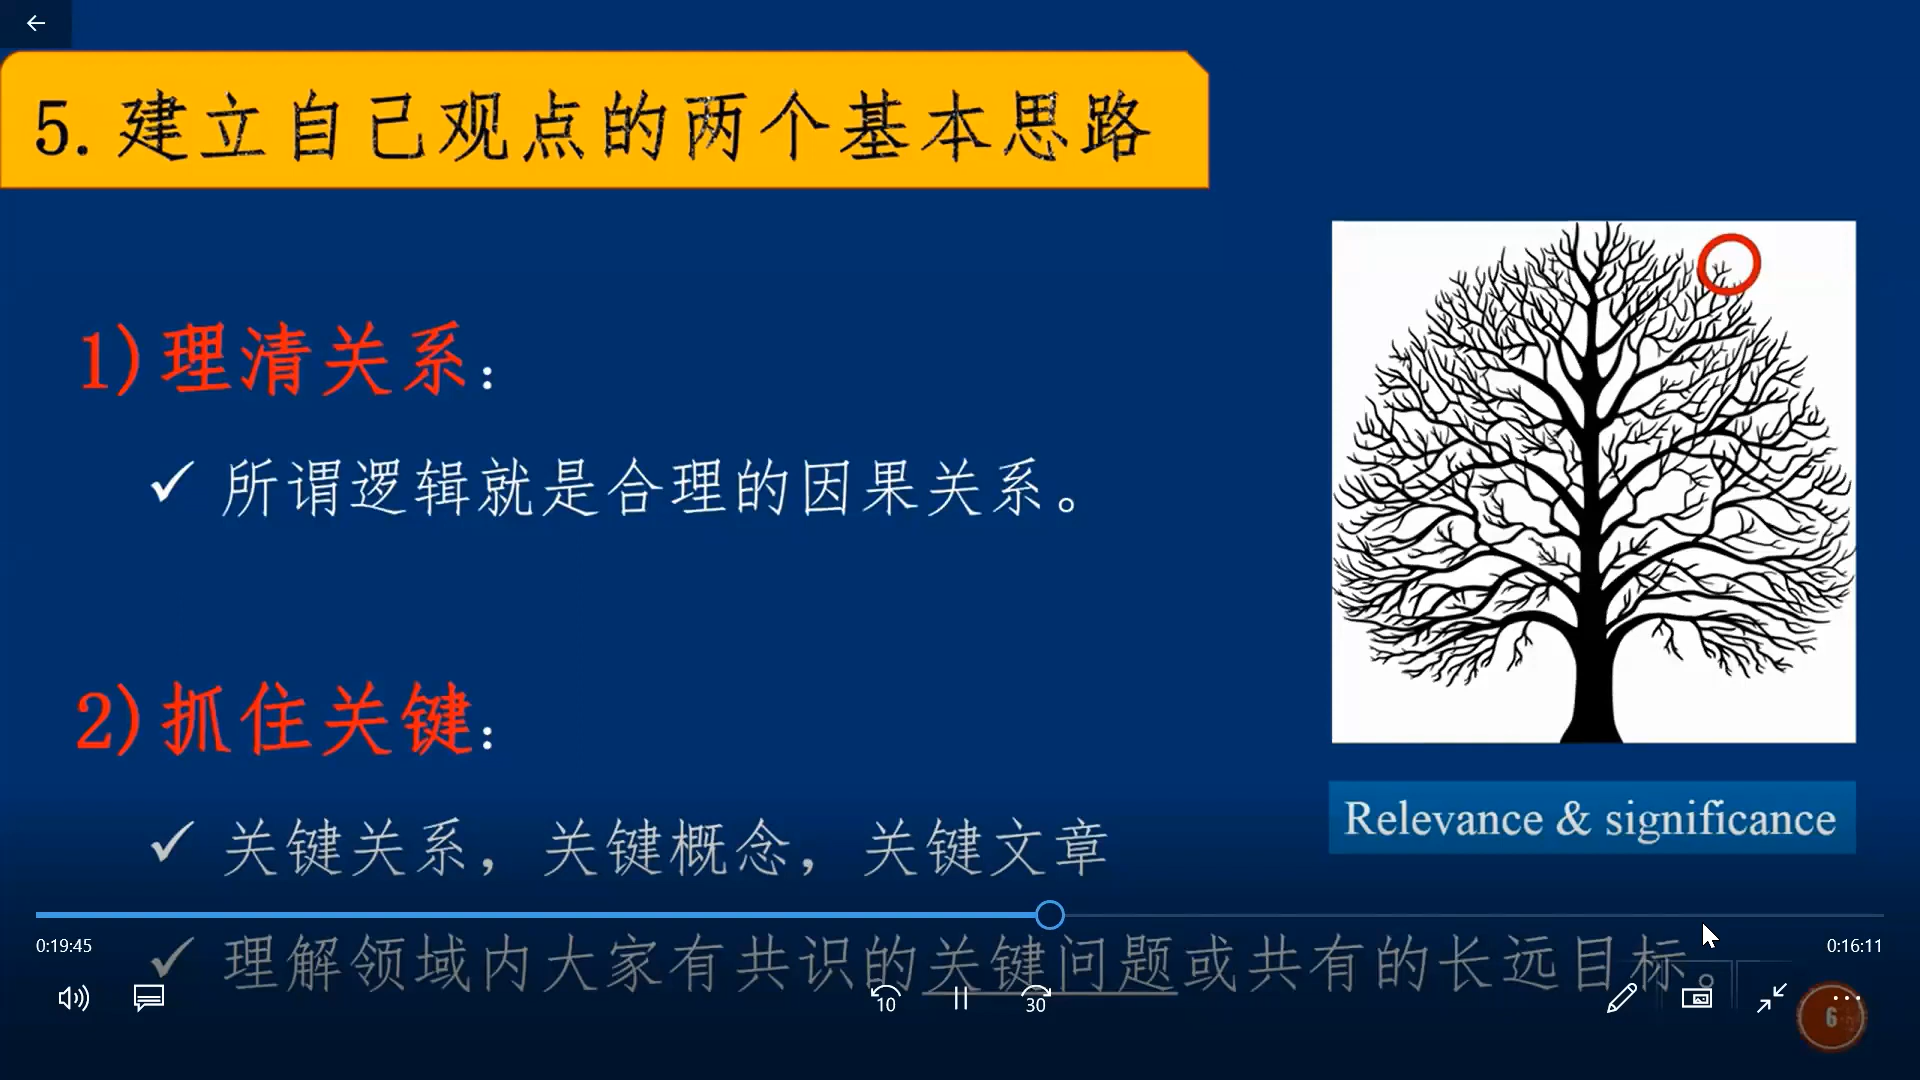 5. 建立自己观点的两个基本思路
1)理清关系:
✓ 所谓逻辑就是合理的因果关系。
2)抓住关键:
✓ 关键关系，关键概念，关键文章
Relevance & significance
✓ 理解领域内大家有共识的关键问题或共有的长远目标。
0:19:45
0:16:11
10
30
6